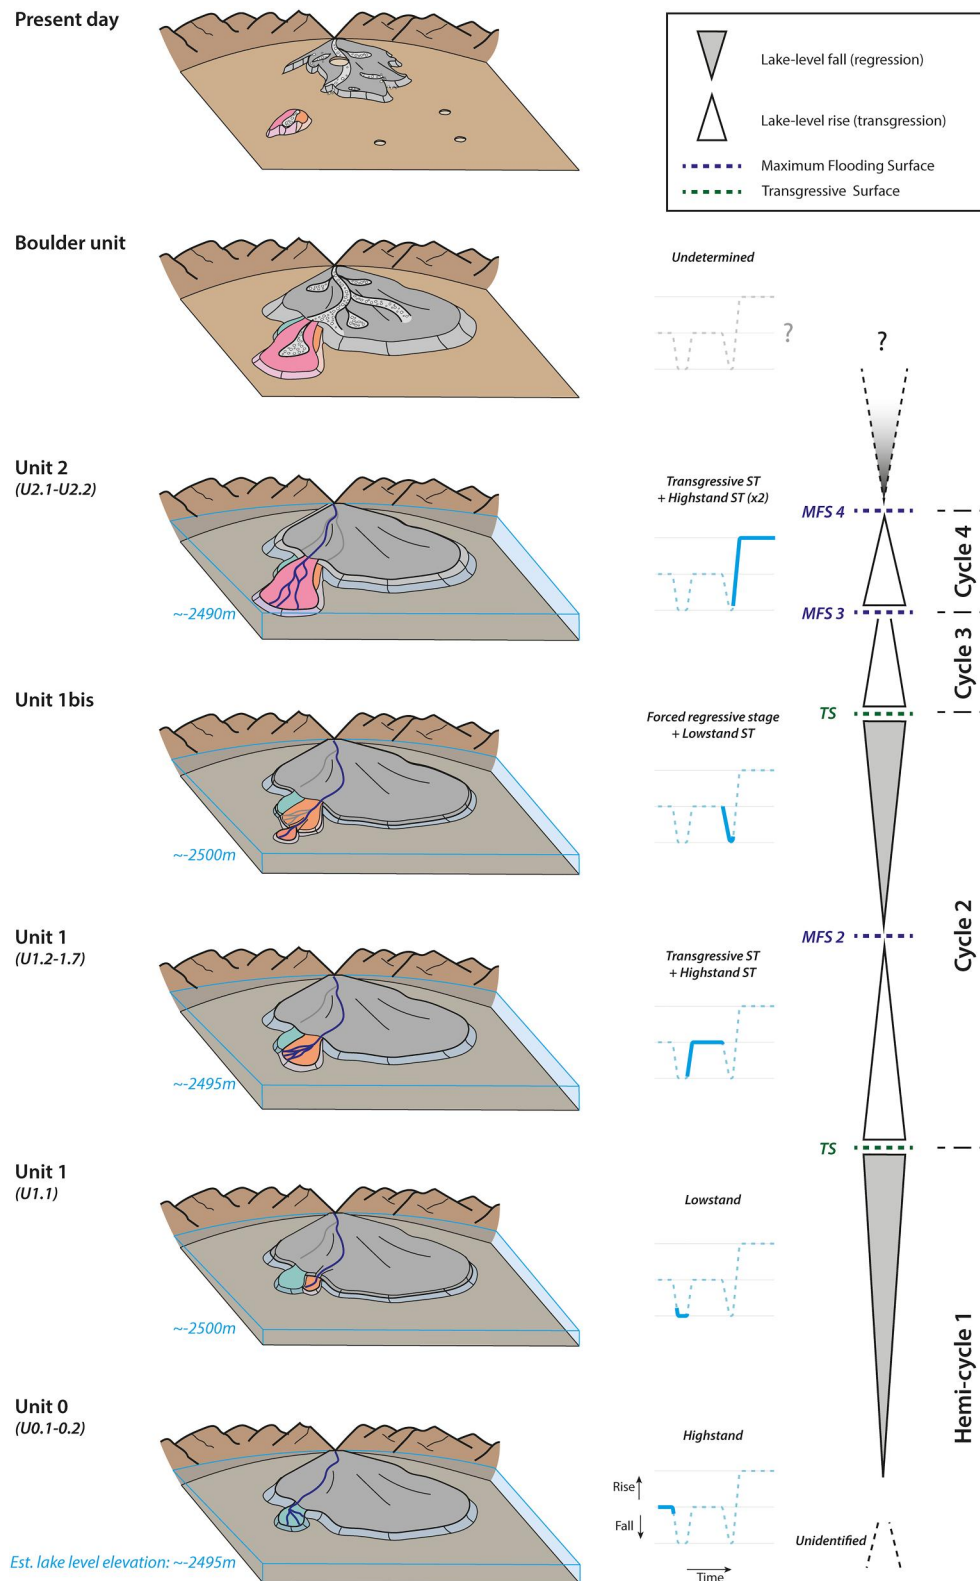 Present day
Lake-level fall (regression)
Lake-level rise (transgression)
Maximum Flooding Surface
Transgressive Surface
Boulder unit
Undetermined
?
?
Unit 2
(U2.1-U2.2)
Transgressive ST
+ Highstand ST (x2)
~-2490m
MFS 4
Cycle 4
MFS 3
Cycle 3
Unit 1bis
Forced regressive stage
+ Lowstand ST
TS
~-2500m
Cycle 2
Unit 1
(U1.2-1.7)
Transgressive ST
+ Highstand ST
MFS 2
~-2495m
TS
Unit 1
(U1.1)
Lowstand
~-2500m
Hemi-cycle 1
Unit 0
(U0.1-0.2)
Highstand
Rise
Fall
Time
Est. lake level elevation: ~-2495m
Unidentified